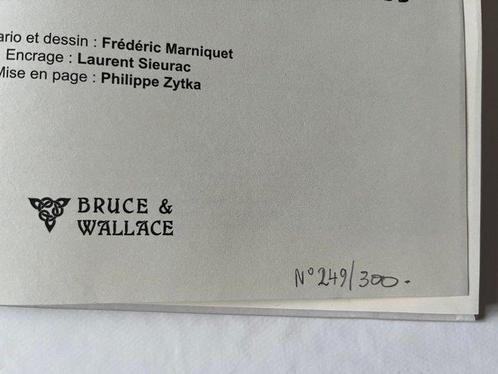 ario et dessin : Frédéric Marniquet
Encrage : Laurent Sieurac
Mise en page : Philippe Zytka
BRUCE &
WALLACE
N° 249/300.